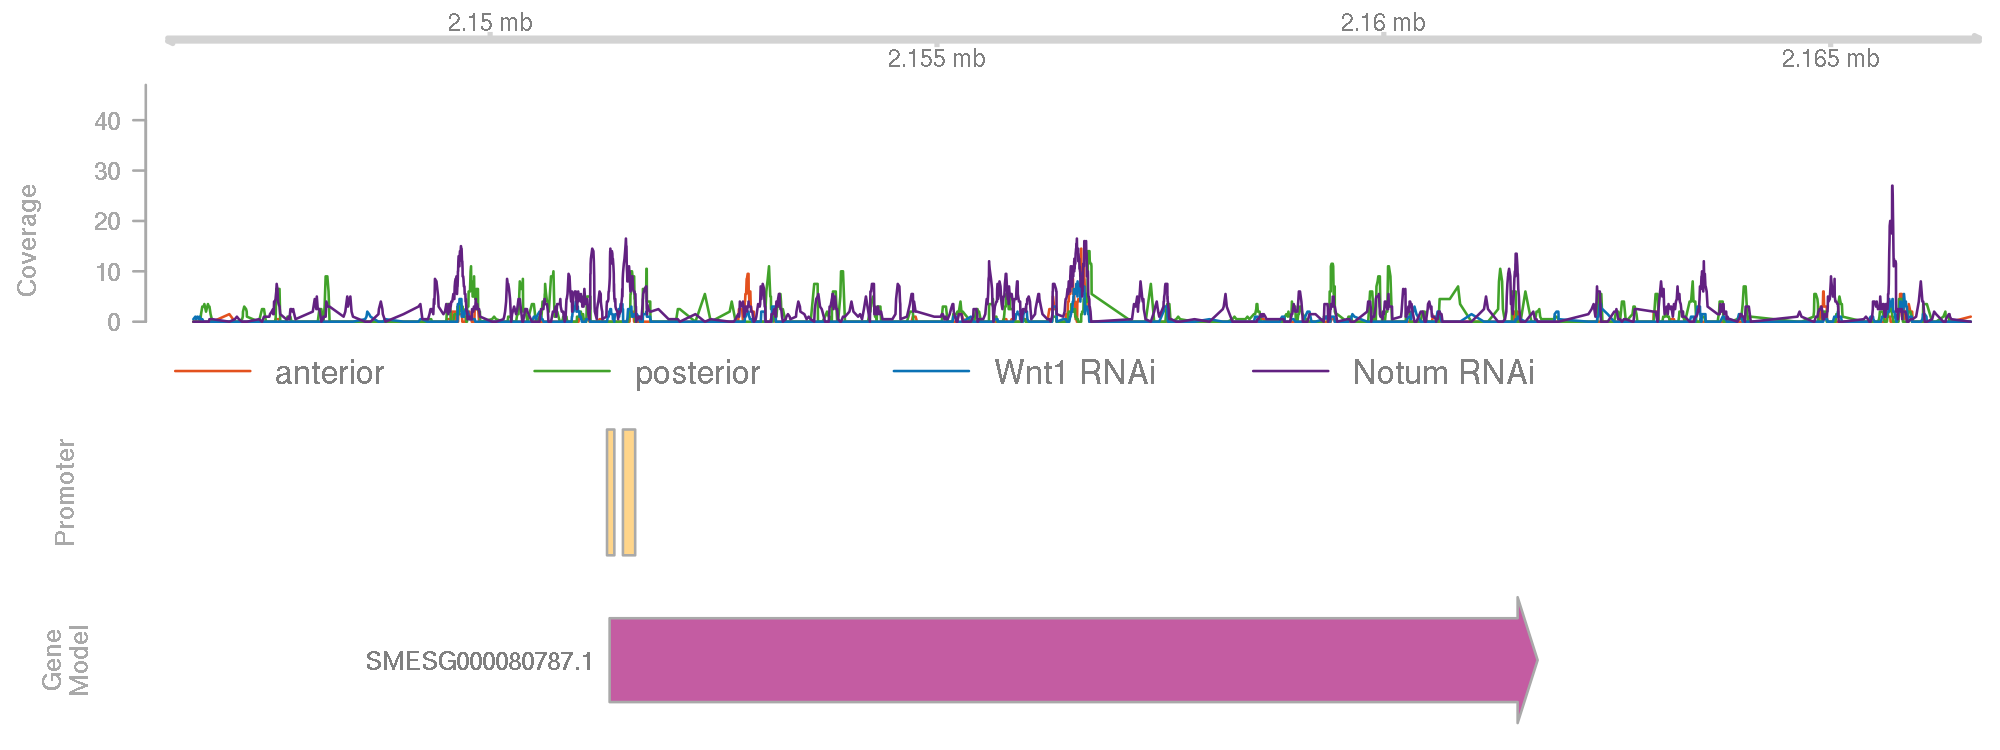 2.15 mb
2.16 mb
2.155 mb
2.165 mb
Coverage
40
30
20
10
0
anterior
posterior
Wnt1 RNAi
Notum RNAi
Promoter
Gene
Model
SMESG000080787.1